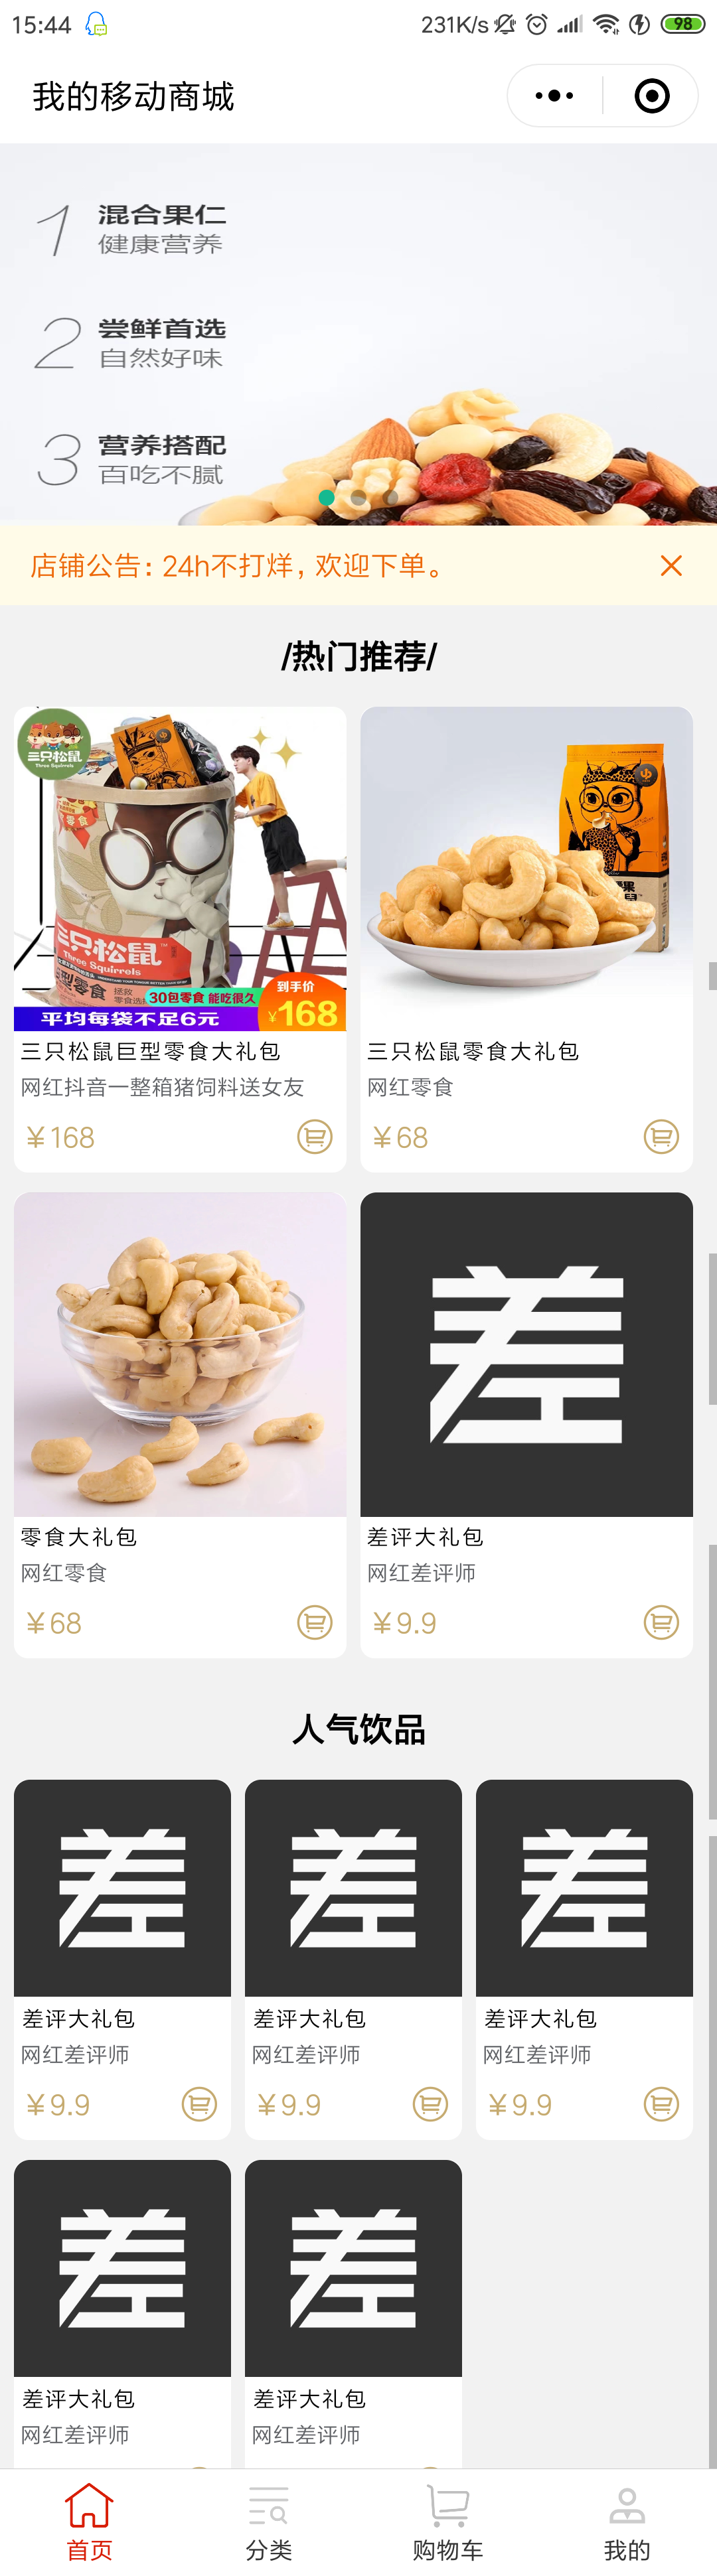 15:44
231K/s
98
我的移动商城
1 混合果仁
健康营养
2 尝鲜首选
自然好味
3 营养搭配
百吃不腻
店铺公告：24h不打烊，欢迎下单。
/热门推荐/
三只松鼠
Three Squirrels
零食
三只松鼠
Three Squirrels
巨型零食
30包零食 能吃很久
到手价
¥168
平均每袋不足6元
三只松鼠巨型零食大礼包
网红抖音一整箱猪饲料送女友
￥168
三只松鼠零食大礼包
网红零食
￥68
零食大礼包
网红零食
￥68
差
差评大礼包
网红差评师
￥9.9
人气饮品
差
差评大礼包
网红差评师
￥9.9
差
差评大礼包
网红差评师
￥9.9
差
差评大礼包
网红差评师
￥9.9
差
差评大礼包
网红差评师
差
差评大礼包
网红差评师
首页
分类
购物车
我的